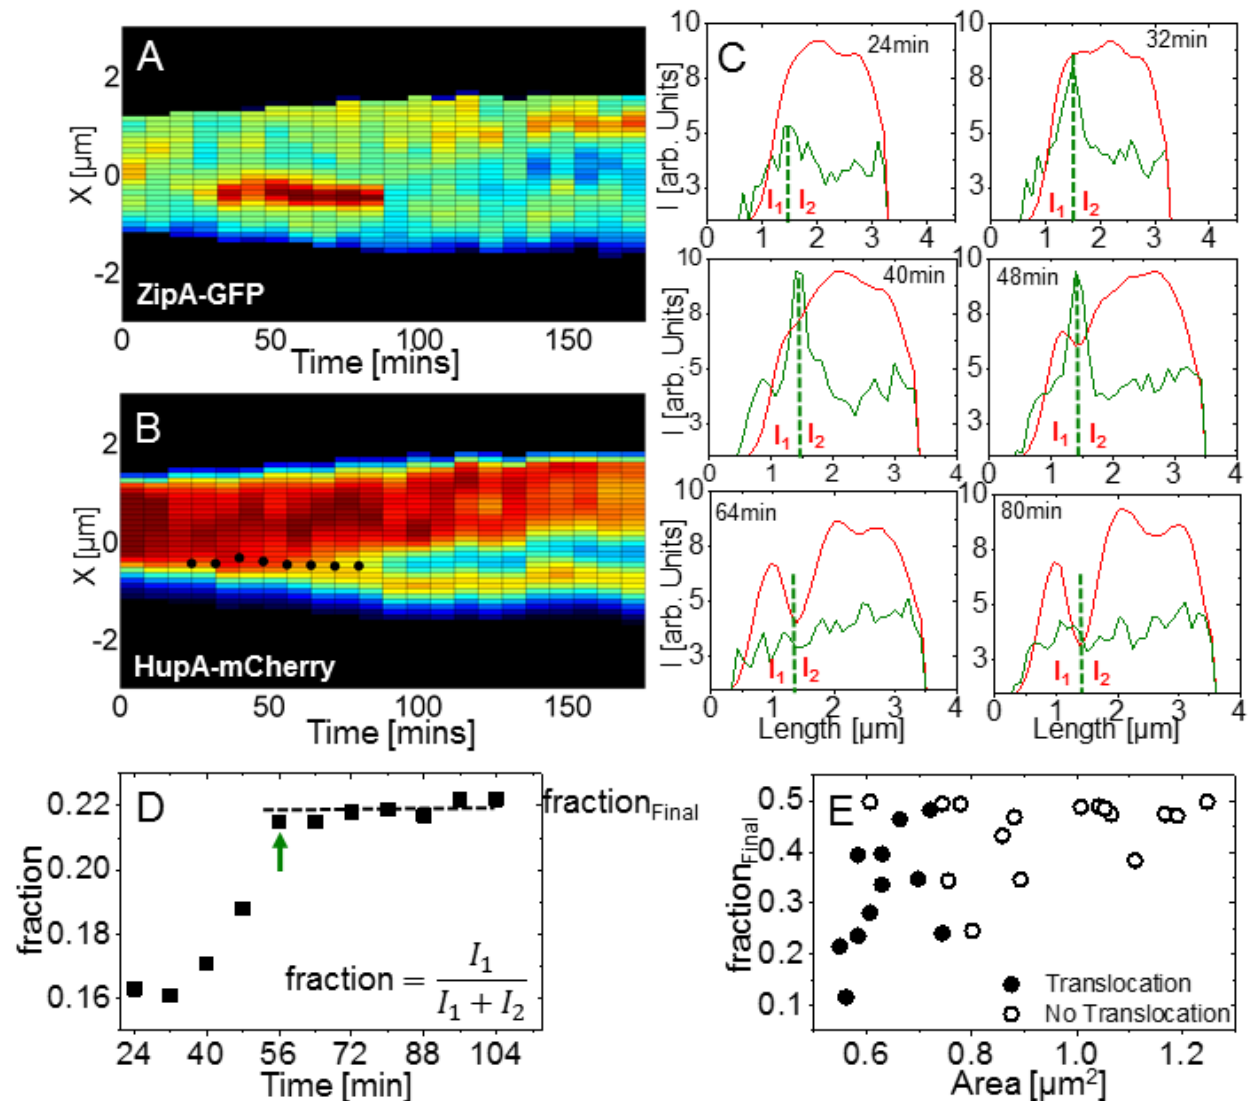 A
2
0
-2
X [µm]
ZipA-GFP
0 50 100 150
Time [mins]
B
2
0
-2
X [µm]
HupA-mCherry
0 50 100 150
Time [mins]
C
10
8
5
3
I [arb. Units]
24min
I1 I2
0 1 2 3 4
10
8
5
3
32min
I1 I2
0 1 2 3 4
10
8
5
3
I [arb. Units]
40min
I1 I2
0 1 2 3 4
10
8
5
3
48min
I1 I2
0 1 2 3 4
10
8
5
3
I [arb. Units]
64min
I1 I2
0 1 2 3 4
Length [µm]
10
8
5
3
80min
I1 I2
0 1 2 3 4
Length [µm]
D
0.22
0.20
0.18
0.16
fraction
fractionFinal
fraction = I1 / (I1 + I2)
24 40 56 72 88 104
Time [min]
E
0.5
0.4
0.3
0.2
0.1
fractionFinal
Translocation
No Translocation
0.6 0.8 1.0 1.2
Area [µm²]